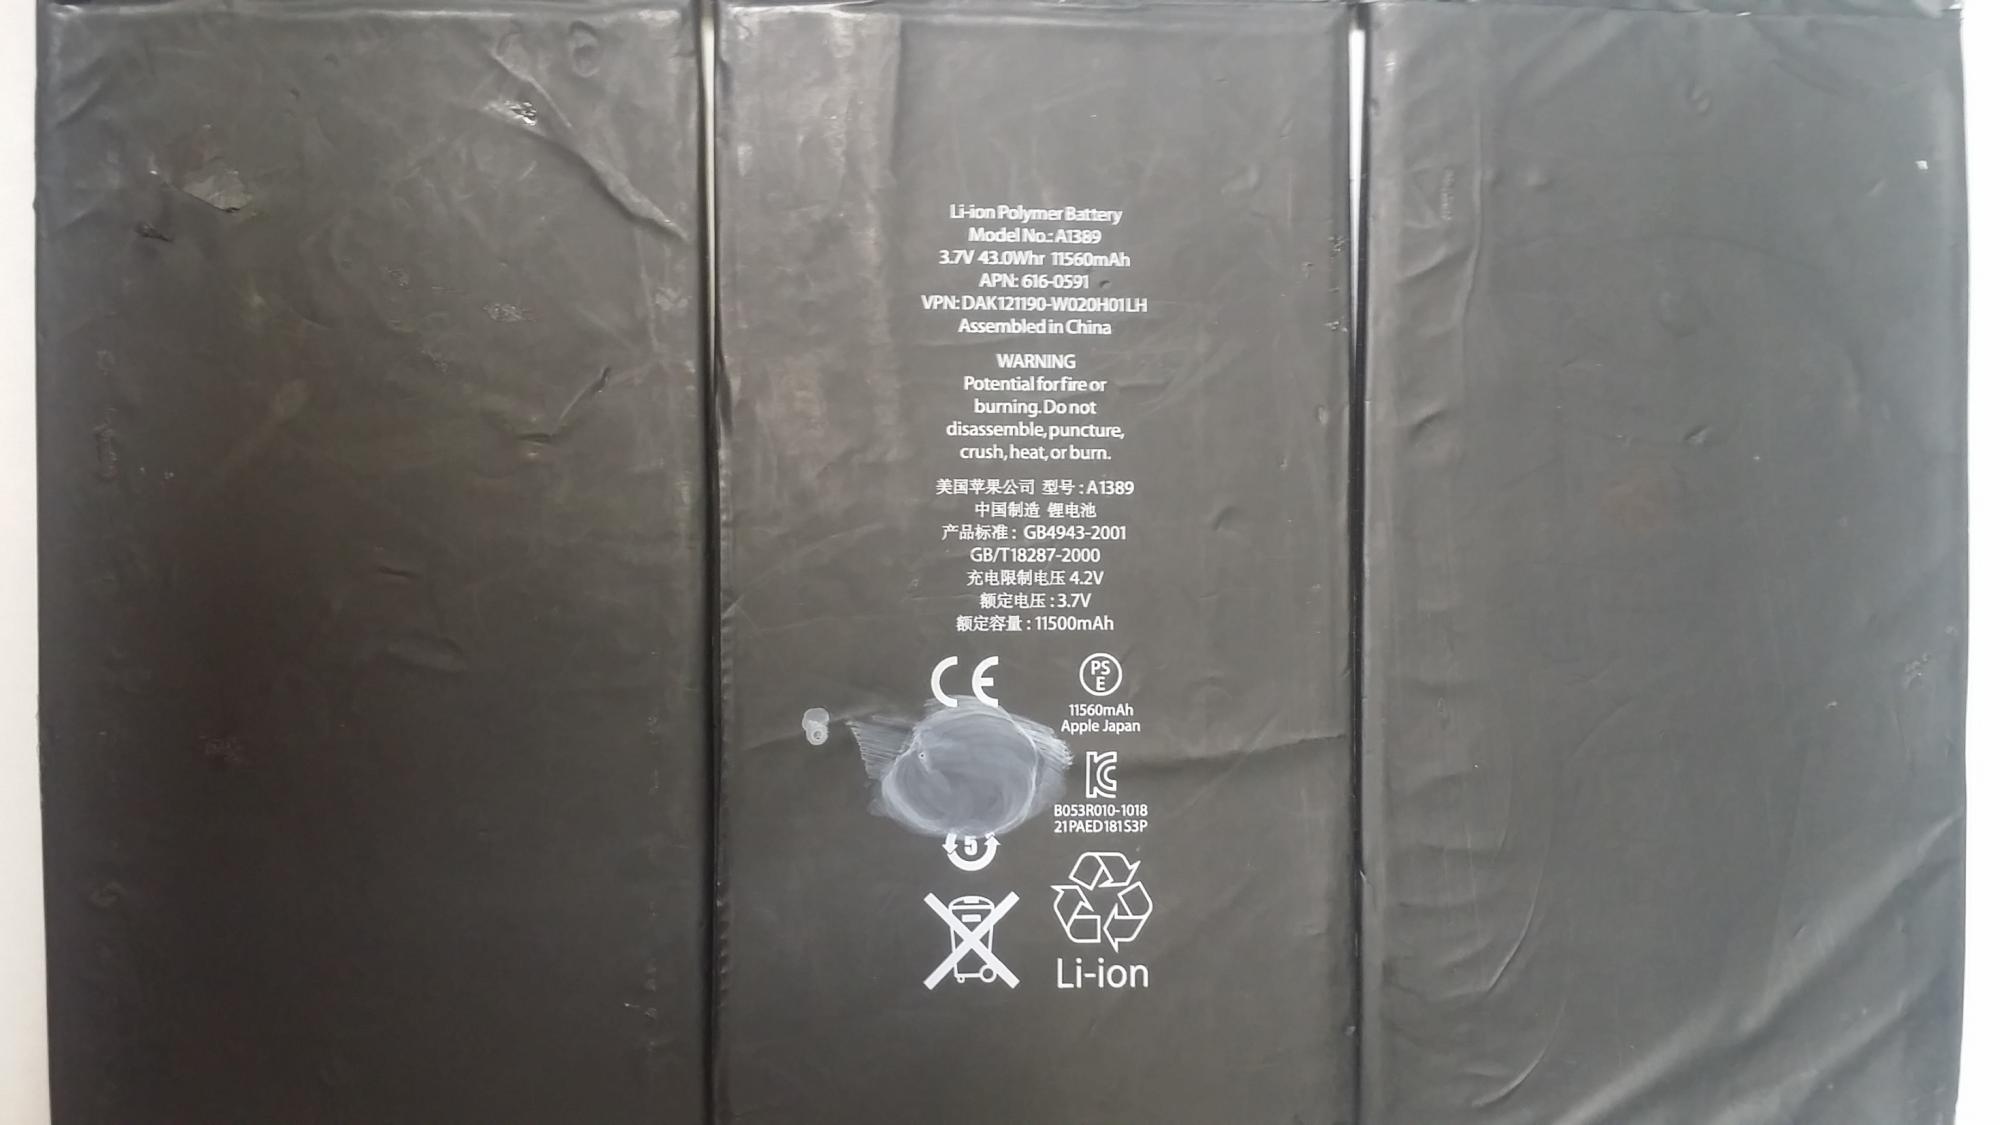 Li-ion Polymer Battery
Model No.: A1389
3.7V 43.0Whr 11560mAh
APN: 616-0591
VPN: DAK121190-W020H01LH
Assembled in China
WARNING
Potential for fire or
burning. Do not
disassemble, puncture,
crush, heat, or burn.
美国苹果公司 型号 : A1389
中国制造 锂电池
产品标准 : GB4943-2001
GB/T18287-2000
充电限制电压 4.2V
额定电压 : 3.7V
额定容量 : 11500mAh
CE
PS
E
11560mAh
Apple Japan
KC
B053R010-1018
21PAED181S3P
5
Li-ion